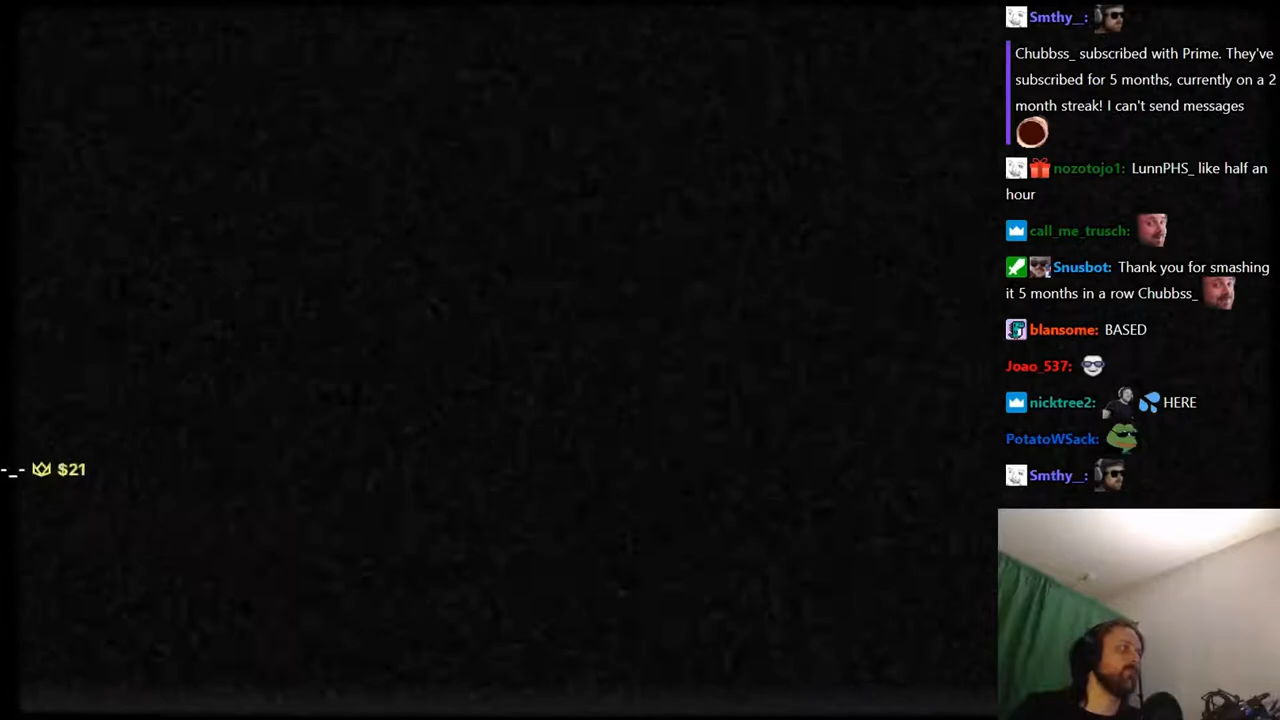 Smthy__:
Chubbss_ subscribed with Prime. They've
subscribed for 5 months, currently on a 2
month streak! I can't send messages
nozotojo1: LunnPHS_ like half an
hour
call_me_trusch:
Snusbot: Thank you for smashing
it 5 months in a row Chubbss_
blansome: BASED
Joao_537:
nicktree2: HERE
PotatoWSack:
-_- $21
Smthy__: